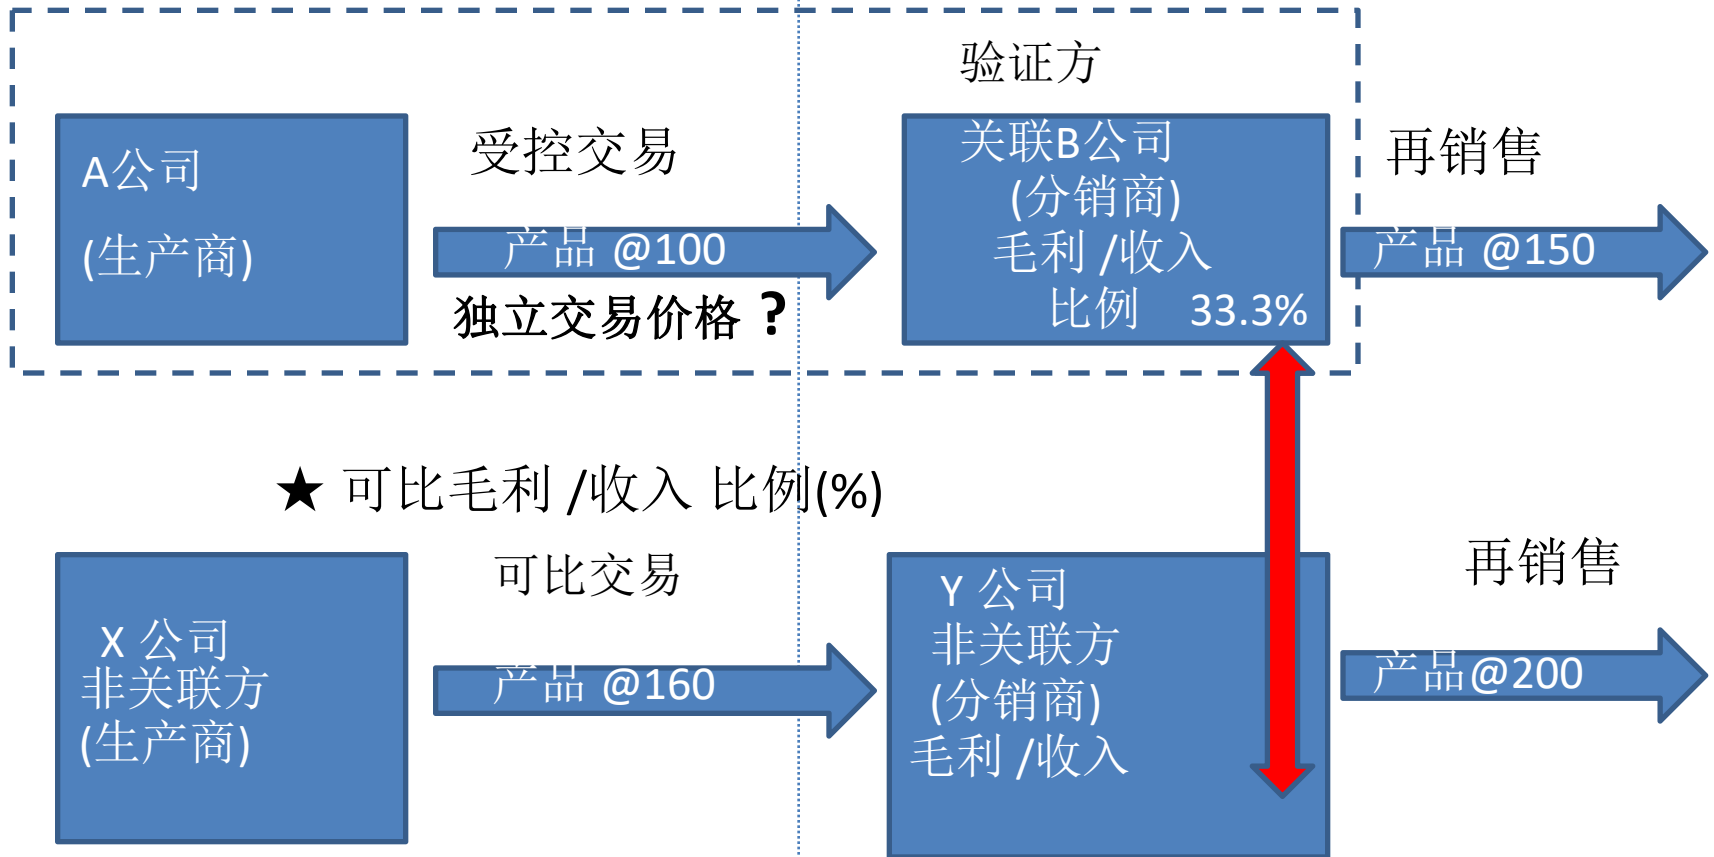 验证方
A公司
(生产商)
受控交易
产品 @100
独立交易价格 ?
关联B公司
(分销商)
毛利 /收入
比例 33.3%
再销售
产品 @150
★ 可比毛利 /收入 比例(%)
X 公司
非关联方
(生产商)
可比交易
产品 @160
Y 公司
非关联方
(分销商)
毛利 /收入
再销售
产品@200